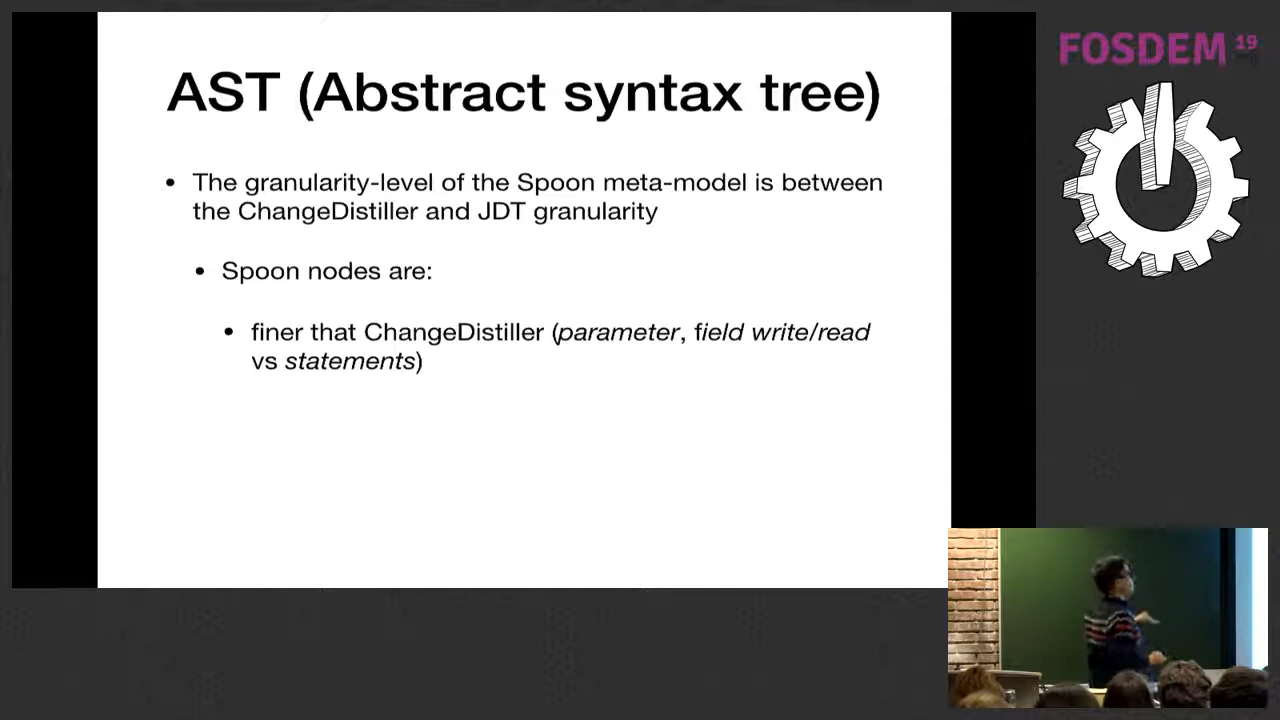 AST (Abstract syntax tree)
• The granularity-level of the Spoon meta-model is between
the ChangeDistiller and JDT granularity
• Spoon nodes are:
• finer that ChangeDistiller (parameter, field write/read
vs statements)
FOSDEM 19